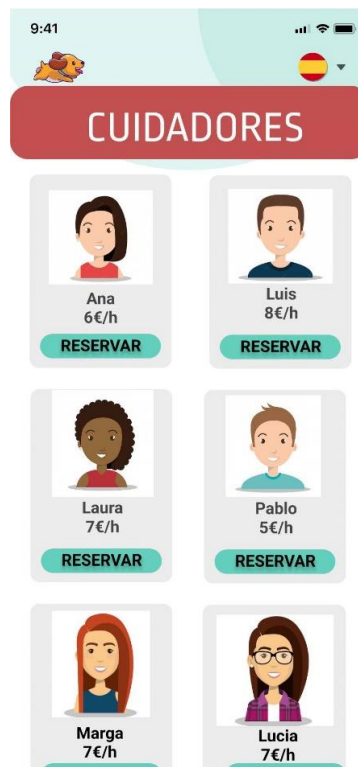 9:41
CUIDADORES
Ana
6€/h
RESERVAR
Luis
8€/h
RESERVAR
Laura
7€/h
RESERVAR
Pablo
5€/h
RESERVAR
Marga
7€/h
Lucia
7€/h